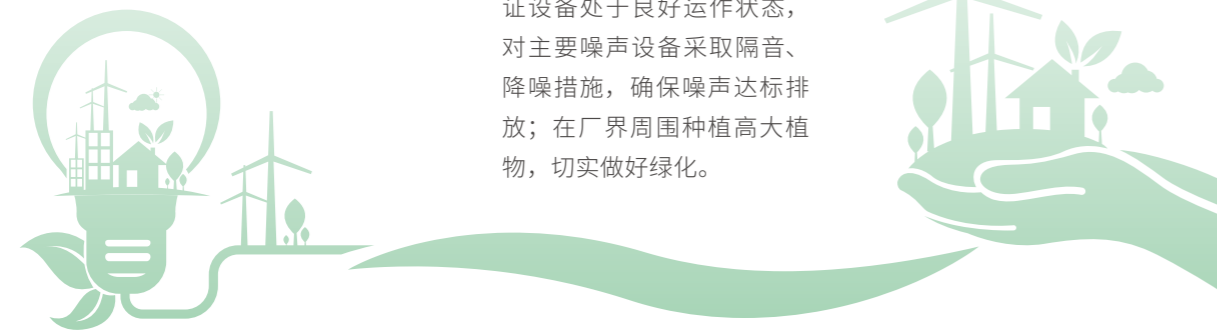 证设备处于良好运作状态，
对主要噪声设备采取隔音、
降噪措施，确保噪声达标排
放；在厂界周围种植高大植
物，切实做好绿化。